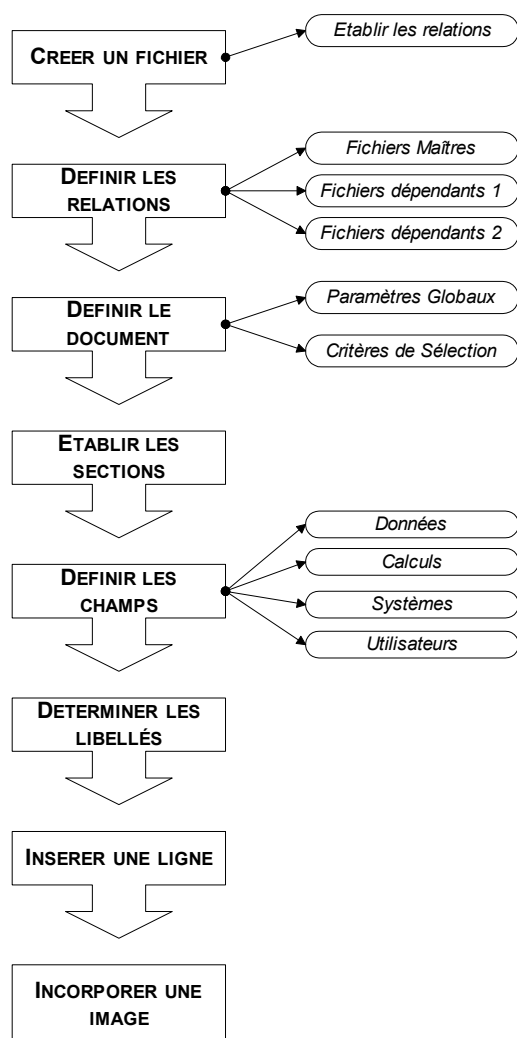 CREER UN FICHIER
Etablir les relations
DEFINIR LES
RELATIONS
Fichiers Maîtres
Fichiers dépendants 1
Fichiers dépendants 2
DEFINIR LE
DOCUMENT
Paramètres Globaux
Critères de Sélection
ETABLIR LES
SECTIONS
DEFINIR LES
CHAMPS
Données
Calculs
Systèmes
Utilisateurs
DETERMINER LES
LIBELLÉS
INSERER UNE LIGNE
INCORPORER UNE
IMAGE